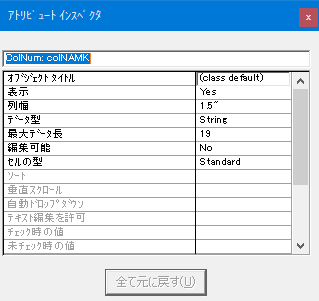 ｱﾄﾘﾋﾞｭｰﾄ ｲﾝｽﾍﾟｸﾀ
x
ColNum: colNAMK
ｵﾌﾞｼﾞｪｸﾄ ﾀｲﾄﾙ (class default)
表示 Yes
列幅 1.5"
ﾃﾞｰﾀ型 String
最大ﾃﾞｰﾀ長 19
編集可能 No
セルの型 Standard
ｿｰﾄ
垂直ｽｸﾛｰﾙ
自動ﾄﾞﾛｯﾌﾟﾀﾞｳﾝ
ﾃｷｽﾄ編集を許可
ﾁｪｯｸ時の値
未ﾁｪｯｸ時の値
全て元に戻す(U)